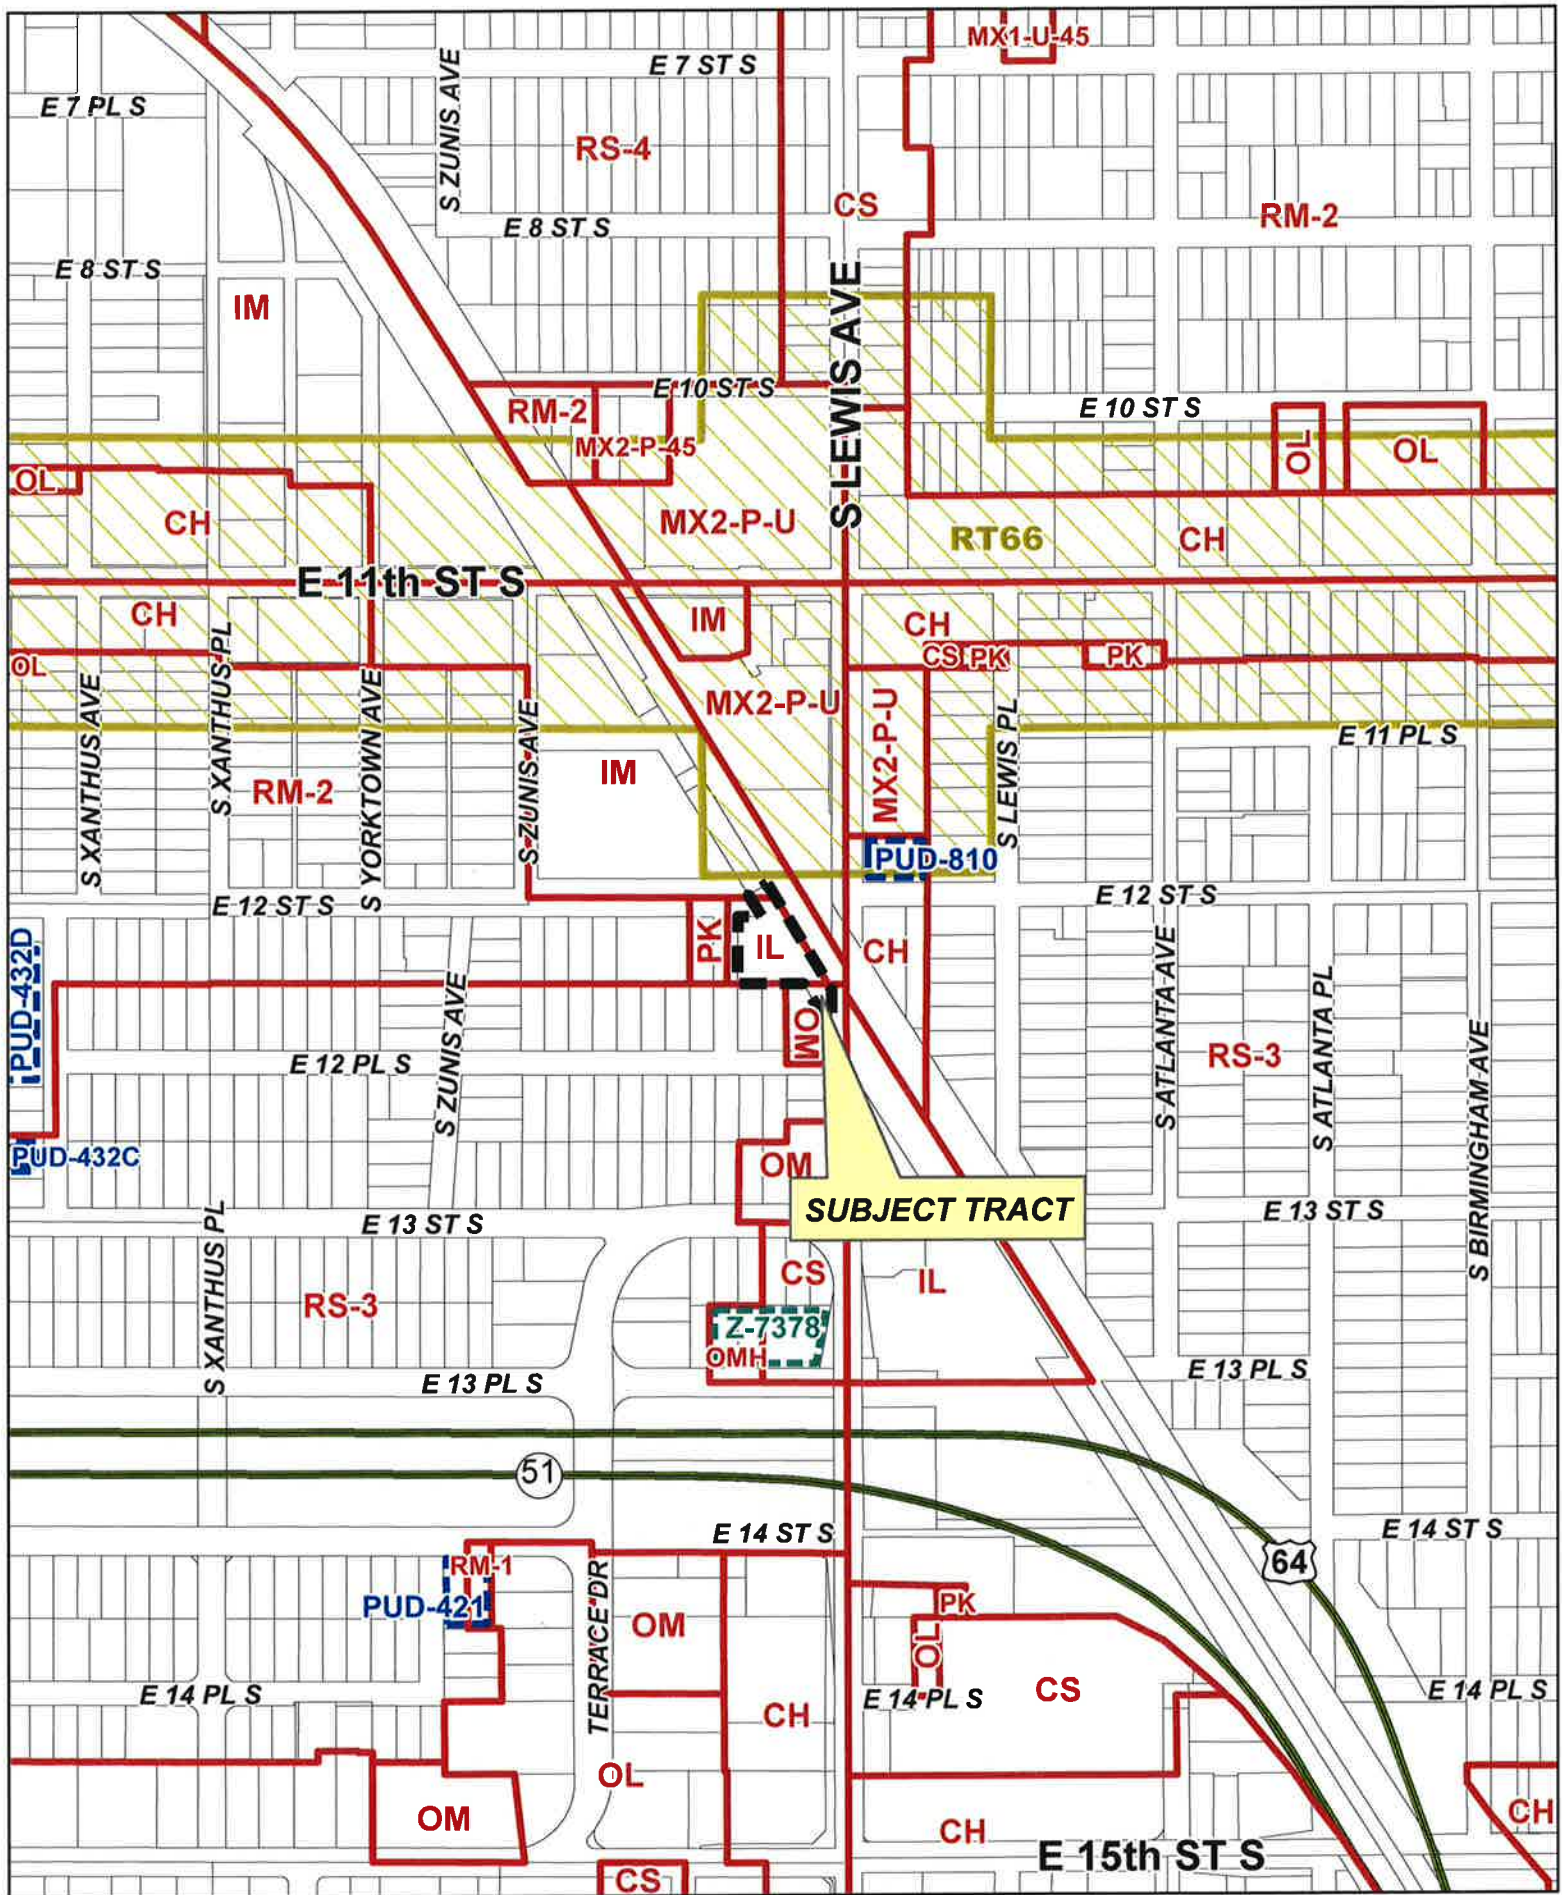 MX1-U-45
E 7 ST S
S ZUNIS AVE
E 7 PL S
RS-4
CS
RM-2
E 8 ST S
E 8 ST S
IM
S LEWIS AVE
E 10 ST S
RM-2
MX2-P-45
E 10 ST S
OL
OL
OL
CH
MX2-P-U
RT66
CH
E 11th ST S
CH
IM
CH
OL
CS
PK
PK
S XANTHUS AVE
S XANTHUS PL
S YORKTOWN AVE
S ZUNIS AVE
MX2-P-U
MX2-P-U
S LEWIS PL
E 11 PL S
RM-2
IM
PUD-810
E 12 ST S
E 12 ST S
PUD-432D
PK
IL
CH
S ZUNIS AVE
OM
S ATLANTA AVE
S ATLANTA PL
S BIRMINGHAM AVE
E 12 PL S
RS-3
PUD-432C
OM
SUBJECT TRACT
E 13 ST S
E 13 ST S
S XANTHUS PL
CS
IL
RS-3
Z-7378
OMH
E 13 PL S
E 13 PL S
51
E 14 ST S
E 14 ST S
64
RM-1
PUD-421
TERRACE DR
OM
PK
OL
E 14 PL S
E 14 PL S
CS
E 14 PL S
CH
OL
OM
CH
CH
E 15th ST S
CS